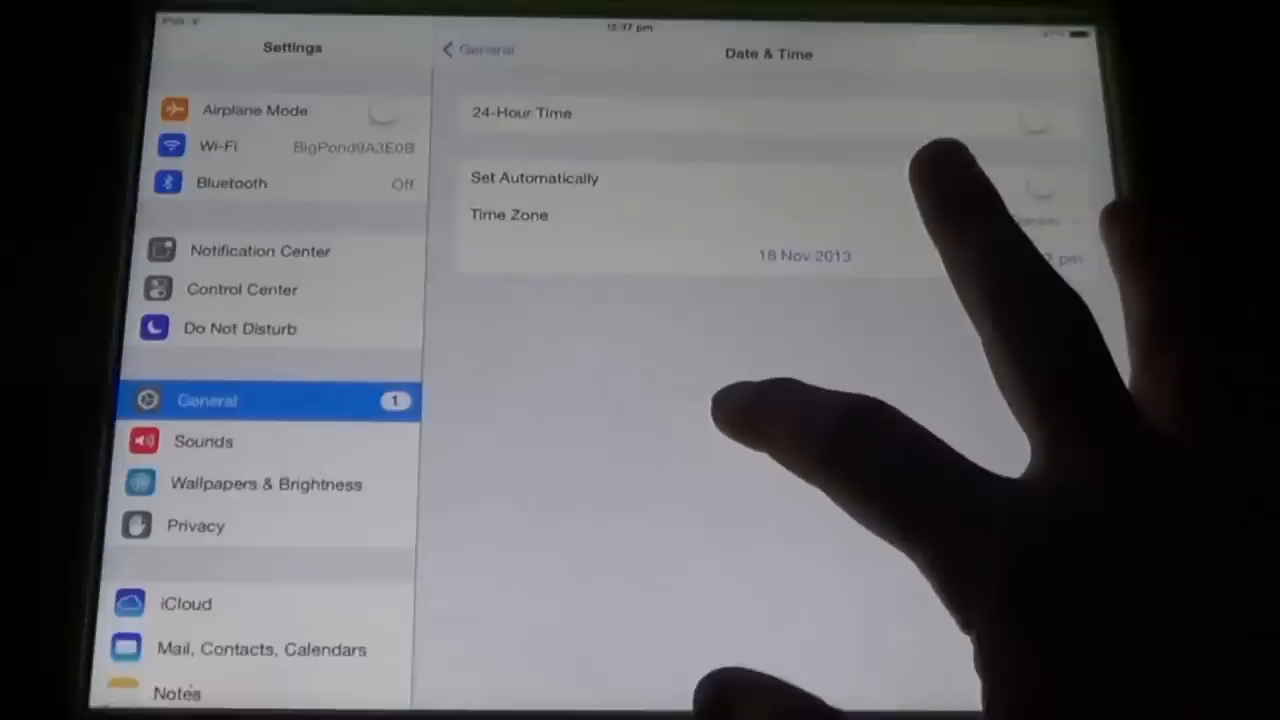 iPad
12:37 pm
Settings
General
Date & Time
Airplane Mode
24-Hour Time
Wi-Fi
BigPond9A3E0B
Bluetooth
Off
Set Automatically
Time Zone
18 Nov 2013
pm
Notification Center
Control Center
Do Not Disturb
General
1
Sounds
Wallpapers & Brightness
Privacy
iCloud
Mail, Contacts, Calendars
Notes